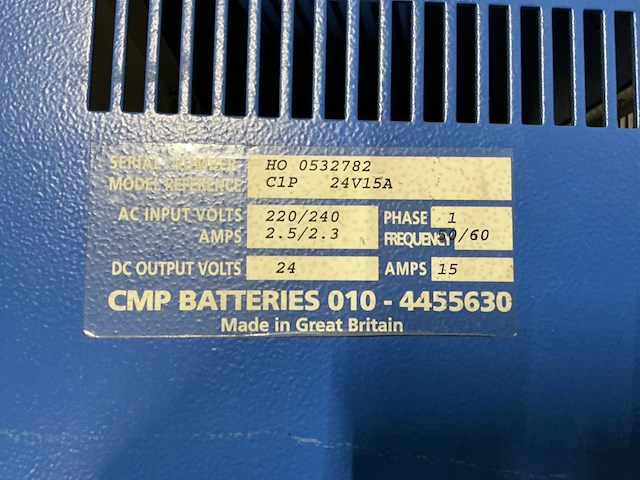 SERIAL NUMBER HO 0532782
MODEL REFERENCE C1P 24V15A
AC INPUT VOLTS 220/240 PHASE 1
AMPS 2.5/2.3 FREQUENCY 50/60
DC OUTPUT VOLTS 24 AMPS 15
CMP BATTERIES 010 - 4455630
Made in Great Britain